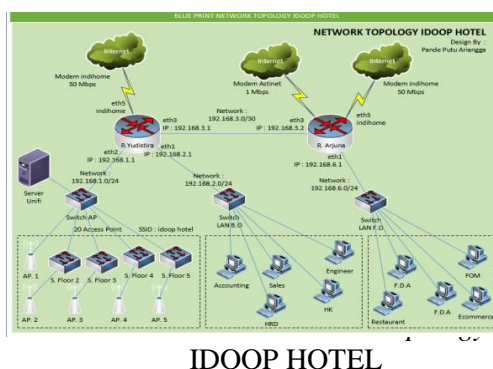 BLUE PRINT NETWORK TOPOLOGY IDOOP HOTEL
NETWORK TOPOLOGY IDOOP HOTEL
Design By :
Pende Putu Ariengga
Internet
Internet
Internet
Modem indihome
50 Mbps
Modem Astinet
1 Mbps
Modem indihome
50 Mbps
eth5
indihome
eth3
IP : 192.168.3.1
Network :
192.168.3.0/30
eth3
IP : 192.168.3.2
eth5
indihome
R.Yudistira
R. Arjuna
eth2
IP : 192.168.1.1
eth1
IP : 192.168.2.1
eth1
IP : 192.168.6.1
Network :
192.168.1.0/24
Network :
192.168.2.0/24
Network :
192.168.6.0/24
Server
Unifi
Switch AP
Switch
LAN B.O
Switch
LAN F.O
20 Access Point
SSID : idoop hotel
AP. 1
S. Floor 2
S. Floor 3
S. Floor 4
S. Floor 5
AP. 2
AP. 3
AP. 4
AP. 5
Accounting
Sales
Engineer
HRD
HK
Restaurant
F.D.A
F.D.A
FOM
Ecommerce
IDOOP HOTEL